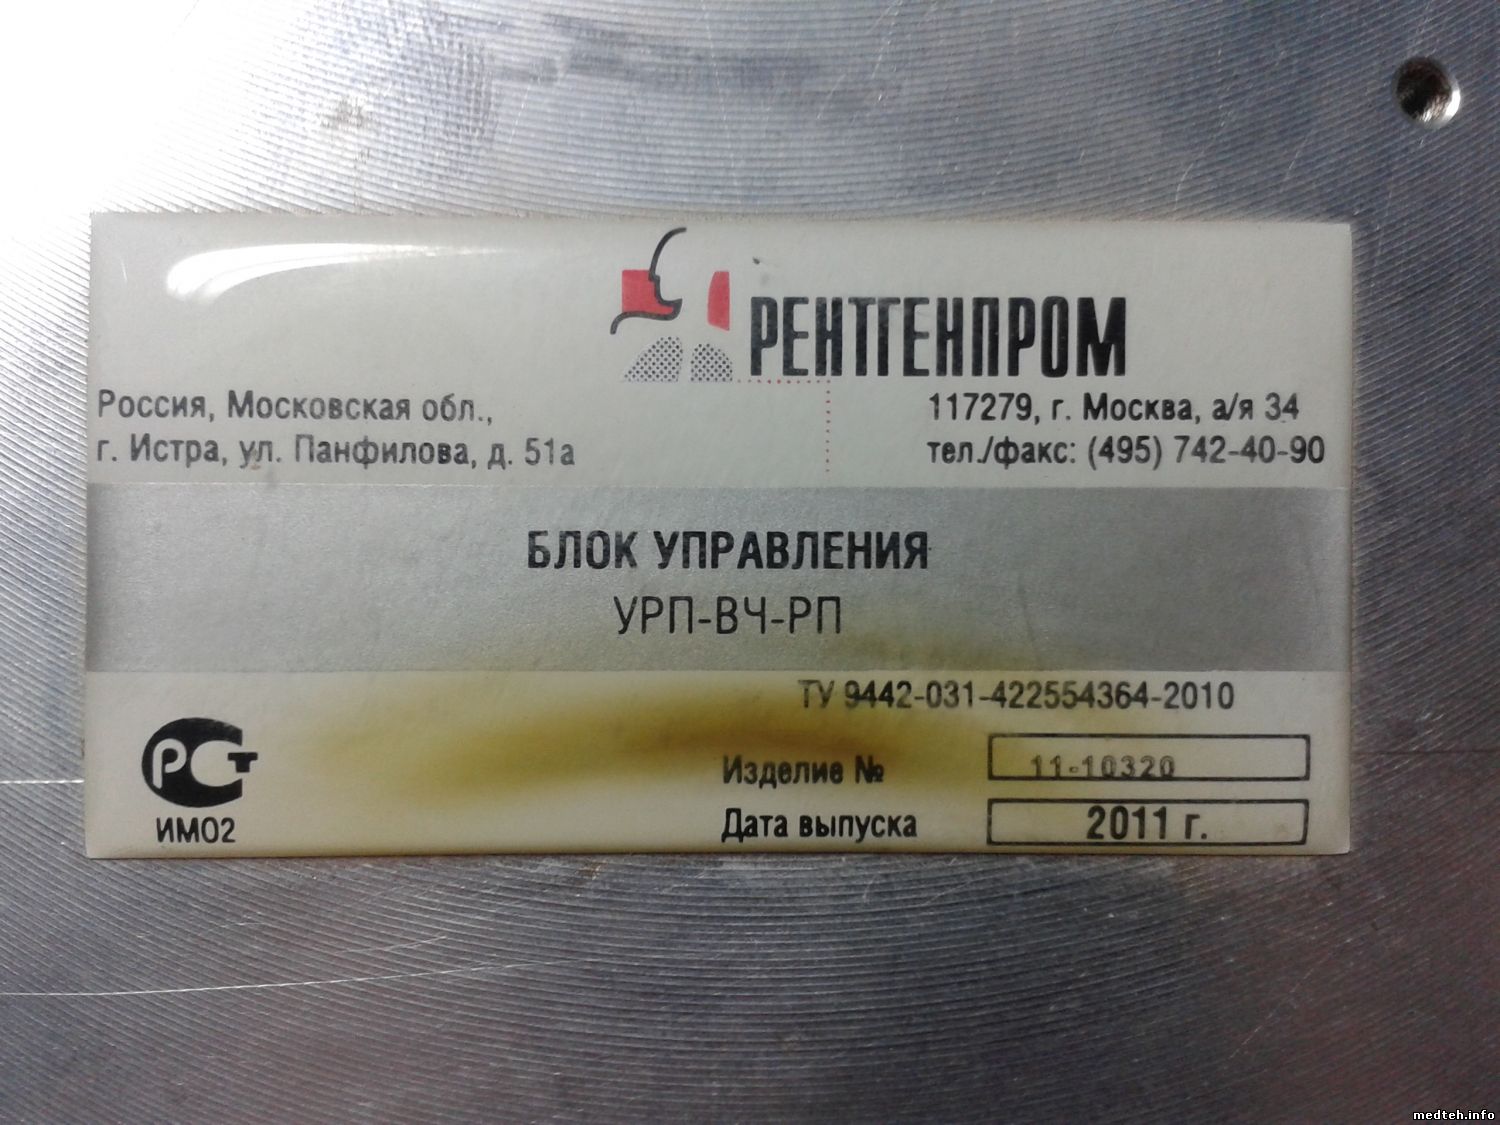 РЕНТГЕНПРОМ
Россия, Московская обл.,
г. Истра, ул. Панфилова, д. 51а
117279, г. Москва, а/я 34
тел./факс: (495) 742-40-90
БЛОК УПРАВЛЕНИЯ
УРП-ВЧ-РП
ТУ 9442-031-422554364-2010
РСТ
ИМ02
Изделие № 11-10320
Дата выпуска 2011 г.
medteh.info